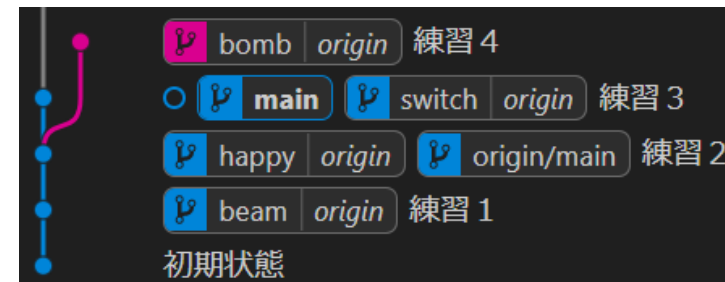 bomb origin 練習４
main switch origin 練習３
happy origin origin/main 練習２
beam origin 練習１
初期状態